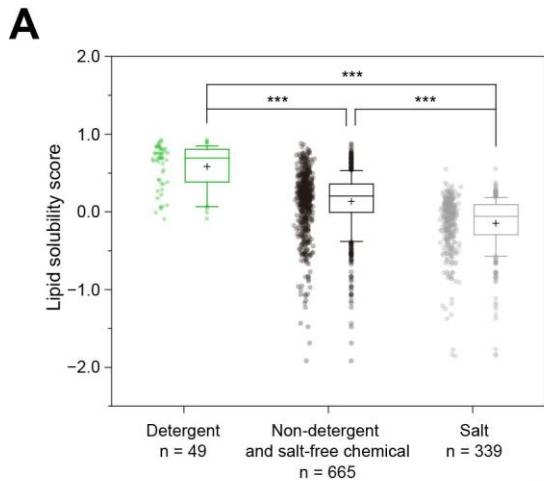 A
2.0
***
***
***
1.0
0.0
−1.0
−2.0
Lipid solubility score
Detergent
n = 49
Non-detergent
and salt-free chemical
n = 665
Salt
n = 339